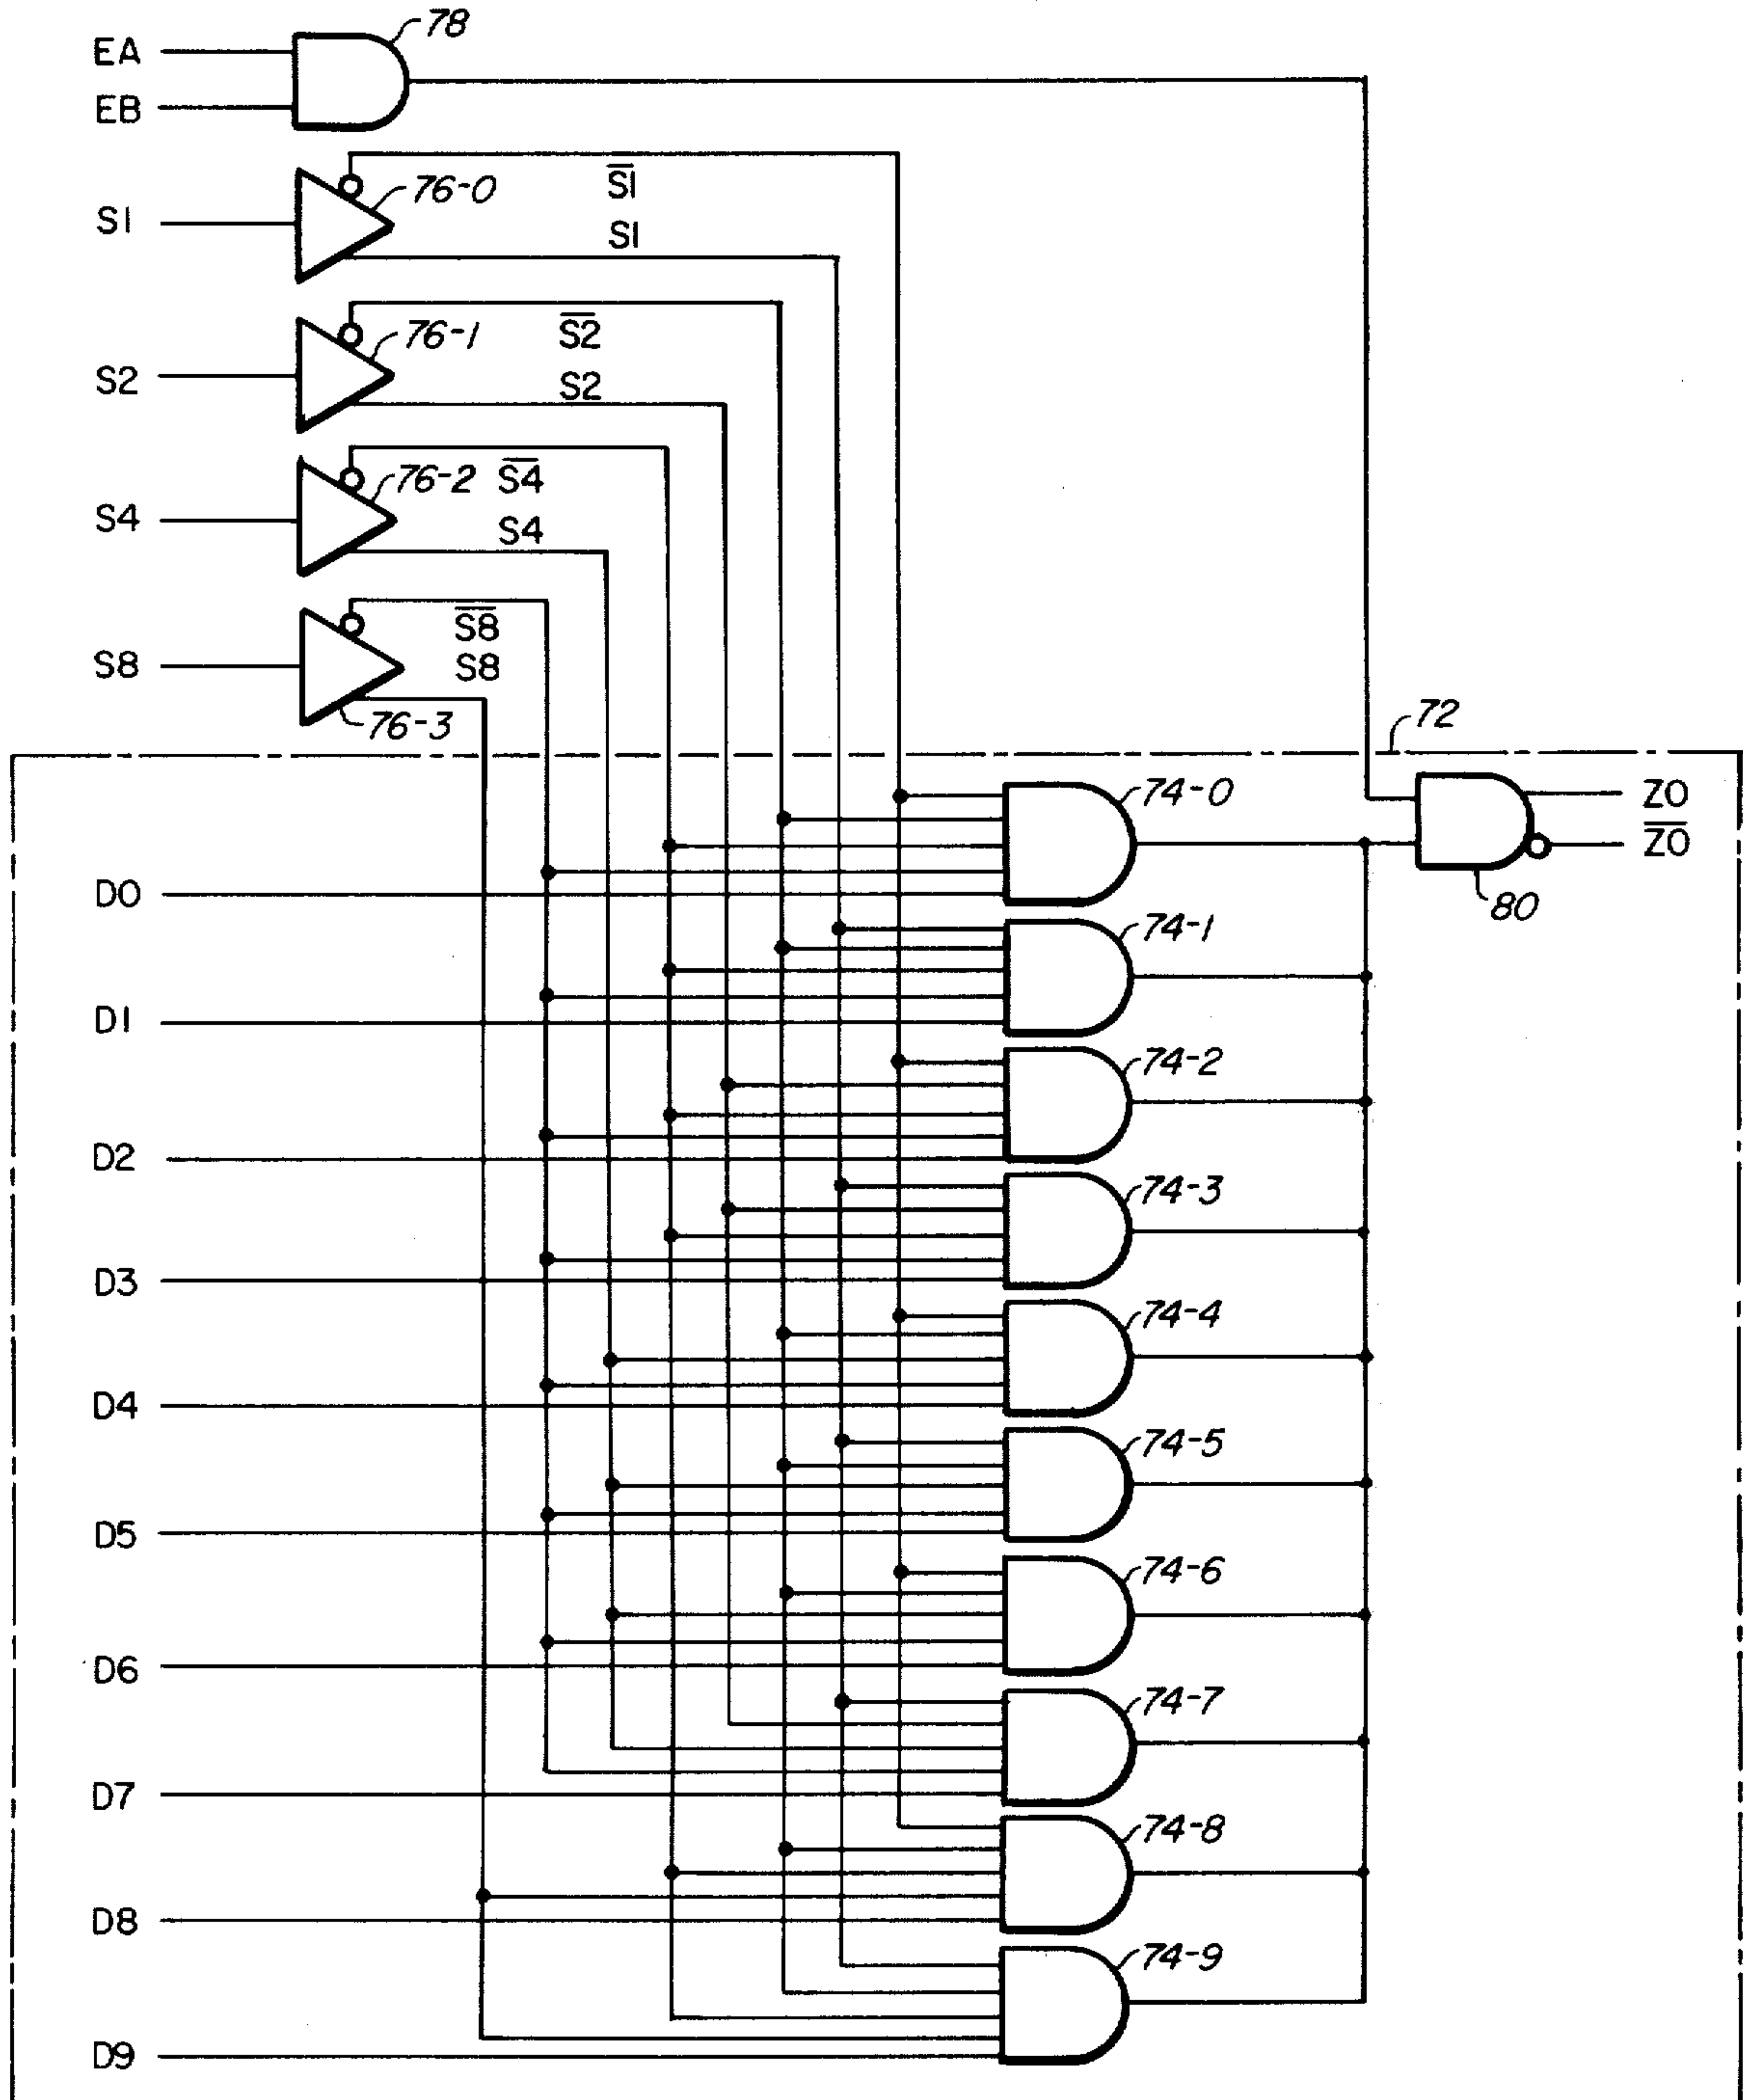 78
EA
EB
S̅1̅
76-0
S1
S1
S̅2̅
76-1
S2
S2
76-2
S̅4̅
S4
S4
S̅8̅
S8
S8
76-3
72
74-0
Z0
Z̅0̅
D0
80
74-1
D1
74-2
D2
74-3
D3
74-4
D4
74-5
D5
74-6
D6
74-7
D7
74-8
D8
74-9
D9